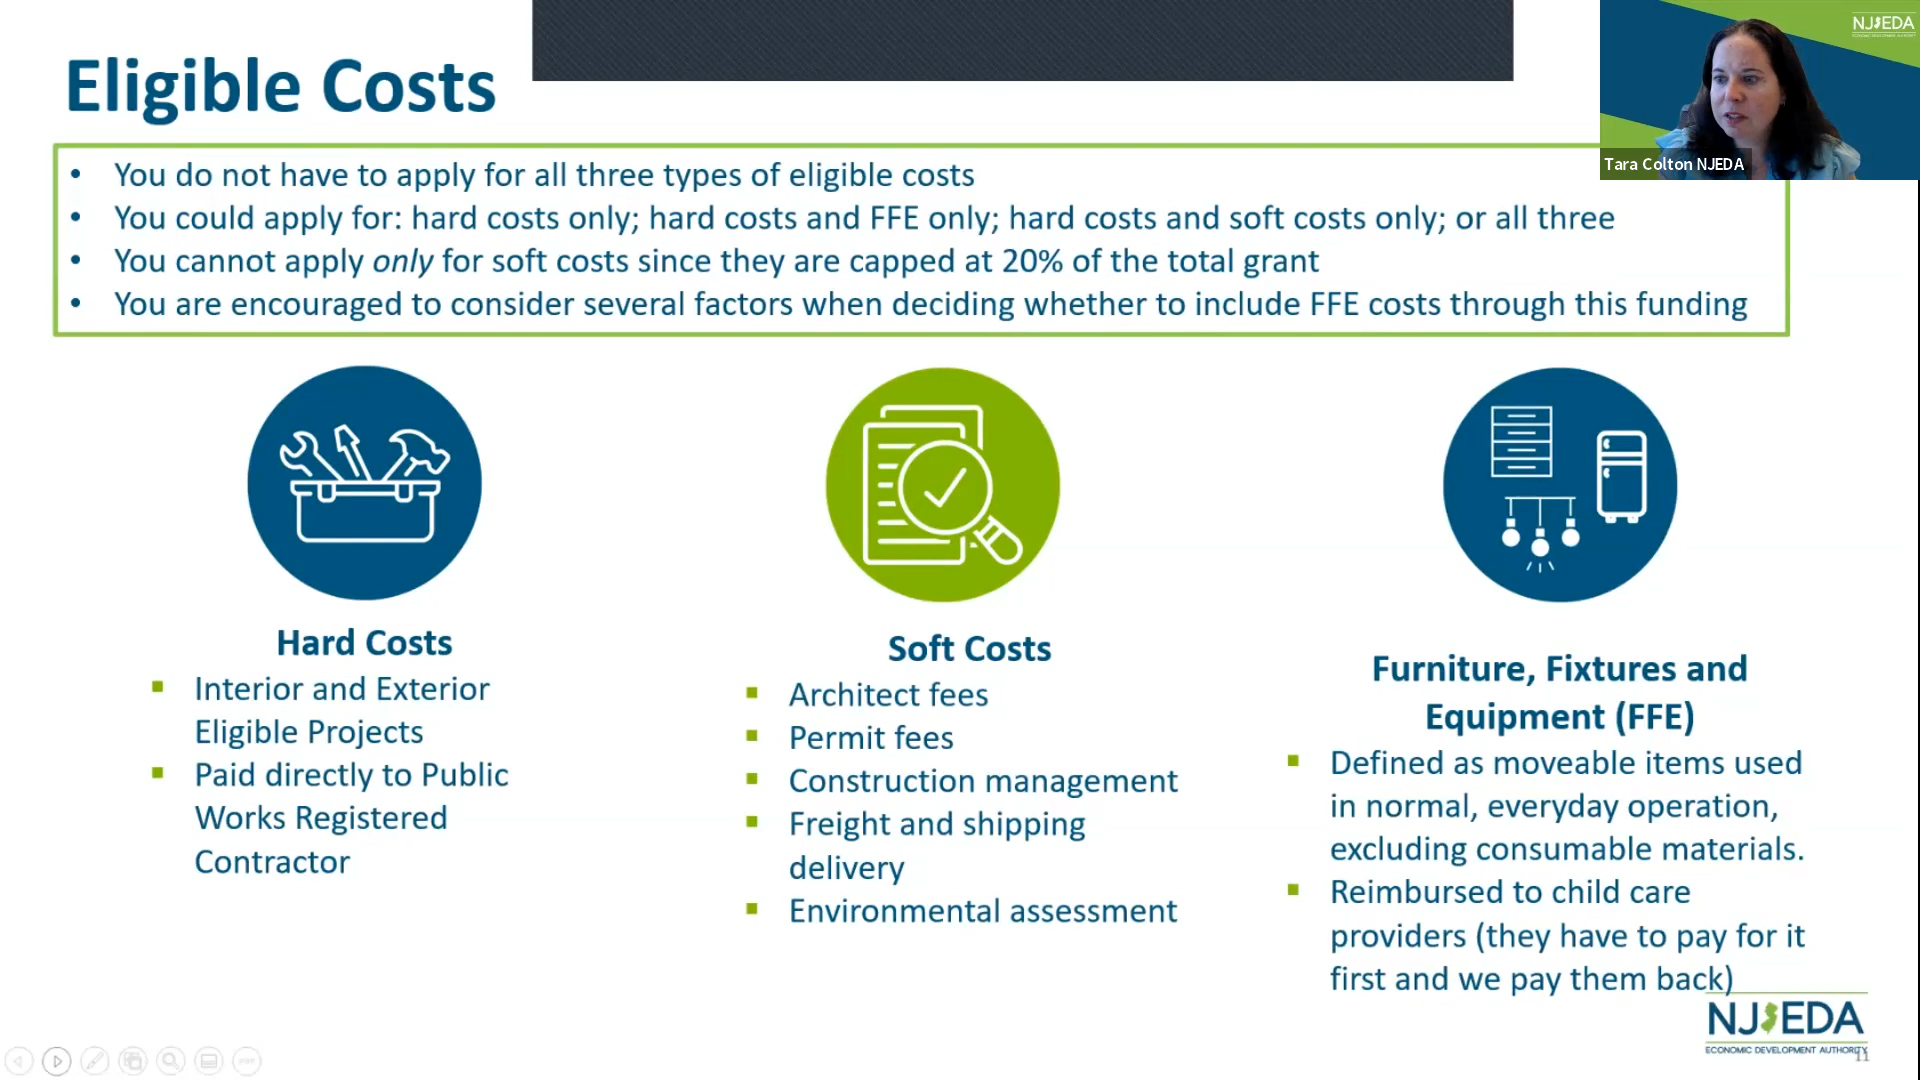 Eligible Costs
NJEDA
ECONOMIC DEVELOPMENT AUTHORITY
Tara Colton NJEDA
• You do not have to apply for all three types of eligible costs
• You could apply for: hard costs only; hard costs and FFE only; hard costs and soft costs only; or all three
• You cannot apply only for soft costs since they are capped at 20% of the total grant
• You are encouraged to consider several factors when deciding whether to include FFE costs through this funding
Hard Costs
▪ Interior and Exterior
Eligible Projects
▪ Paid directly to Public
Works Registered
Contractor
Soft Costs
▪ Architect fees
▪ Permit fees
▪ Construction management
▪ Freight and shipping
delivery
▪ Environmental assessment
Furniture, Fixtures and
Equipment (FFE)
▪ Defined as moveable items used
in normal, everyday operation,
excluding consumable materials.
▪ Reimbursed to child care
providers (they have to pay for it
first and we pay them back)
NJEDA
ECONOMIC DEVELOPMENT AUTHORITY
11